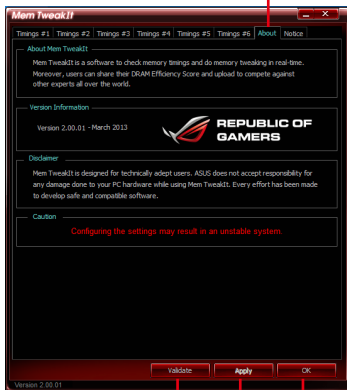 Mem TweakIt
Timings #1 Timings #2 Timings #3 Timings #4 Timings #5 Timings #6 About Notice
About Mem TweakIt
Mem TweakIt is a software to check memory timings and do memory tweaking in real-time.
Moreover, users can share their DRAM Efficiency Score and upload to compete against
other experts all over the world.
Version Information
Version 2.00.01 - March 2013
REPUBLIC OF
GAMERS
Disclaimer
Mem TweakIt is designed for technically adept users. ASUS does not accept responsibility for
any damage done to your PC hardware while using Mem TweakIt. Every effort has been made
to develop safe and compatible software.
Caution
Configuring the settings may result in an unstable system.
Validate Apply OK
Version 2.00.01